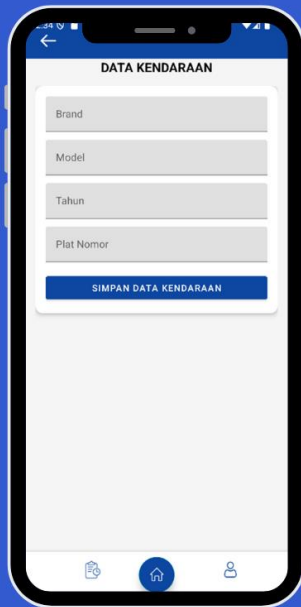 DATA KENDARAAN
Brand
Model
Tahun
Plat Nomor
SIMPAN DATA KENDARAAN